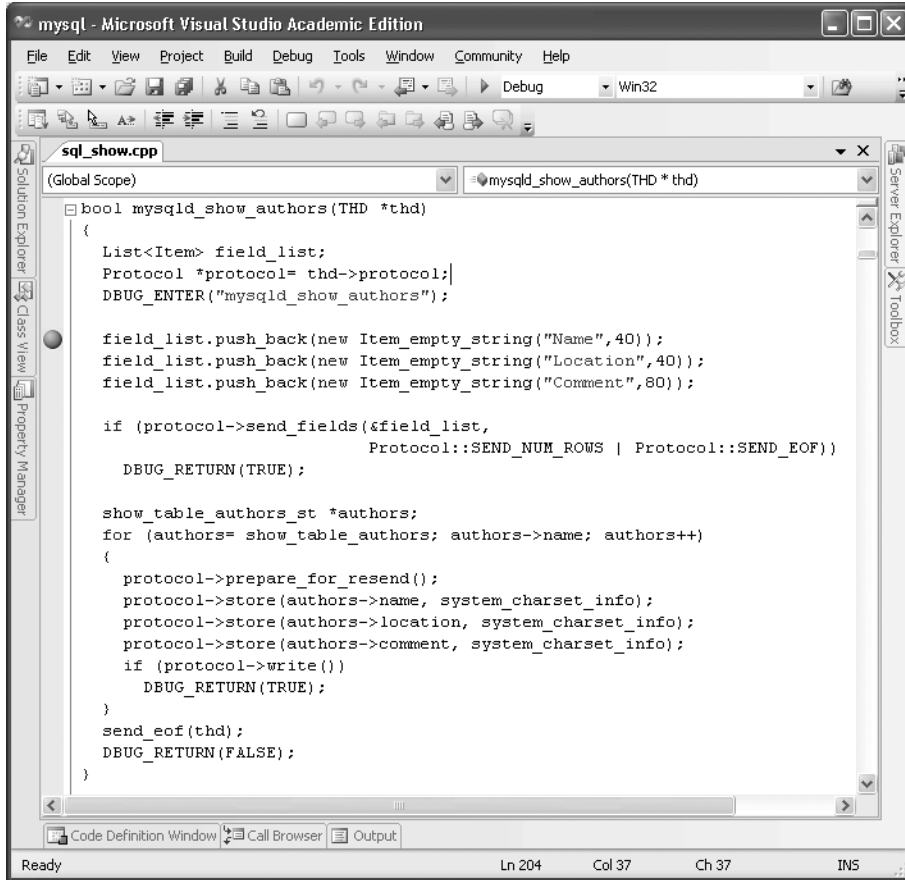 mysql - Microsoft Visual Studio Academic Edition
File Edit View Project Build Debug Tools Window Community Help
Debug Win32
sql_show.cpp
(Global Scope) mysqld_show_authors(THD * thd)
bool mysqld_show_authors(THD *thd)
{
  List<Item> field_list;
  Protocol *protocol= thd->protocol;
  DBUG_ENTER("mysqld_show_authors");

  field_list.push_back(new Item_empty_string("Name",40));
  field_list.push_back(new Item_empty_string("Location",40));
  field_list.push_back(new Item_empty_string("Comment",80));

  if (protocol->send_fields(&field_list,
                            Protocol::SEND_NUM_ROWS | Protocol::SEND_EOF))
    DBUG_RETURN(TRUE);

  show_table_authors_st *authors;
  for (authors= show_table_authors; authors->name; authors++)
  {
    protocol->prepare_for_resend();
    protocol->store(authors->name, system_charset_info);
    protocol->store(authors->location, system_charset_info);
    protocol->store(authors->comment, system_charset_info);
    if (protocol->write())
      DBUG_RETURN(TRUE);
  }
  send_eof(thd);
  DBUG_RETURN(FALSE);
}
Solution Explorer
Class View
Property Manager
Server Explorer
Toolbox
Code Definition Window Call Browser Output
Ready Ln 204 Col 37 Ch 37 INS